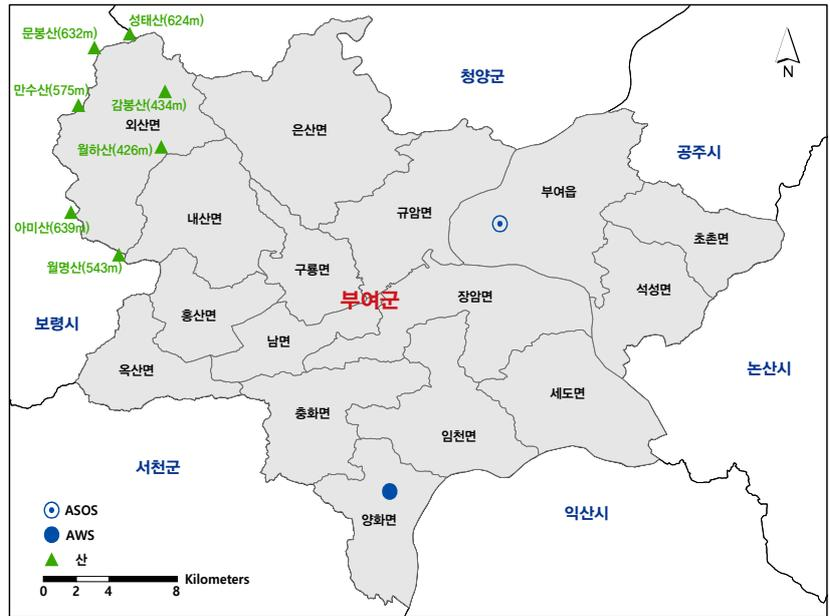 성태산(624m)
문봉산(632m)
청양군
N
만수산(575m)
감봉산(434m)
외산면
은산면
월하산(426m)
공주시
부여읍
내산면
규암면
아미산(639m)
초촌면
월명산(543m)
구룡면
석성면
부여군
장암면
홍산면
보령시
남면
옥산면
논산시
세도면
충화면
임천면
서천군
양화면
익산시
ASOS
AWS
산
Kilometers
0 2 4 8